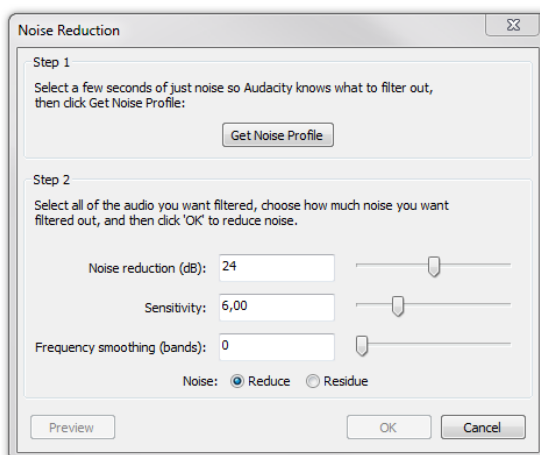 Noise Reduction
Step 1
Select a few seconds of just noise so Audacity knows what to filter out,
then click Get Noise Profile:
Get Noise Profile
Step 2
Select all of the audio you want filtered, choose how much noise you want
filtered out, and then click 'OK' to reduce noise.
Noise reduction (dB): 24
Sensitivity: 6,00
Frequency smoothing (bands): 0
Noise: Reduce Residue
Preview OK Cancel